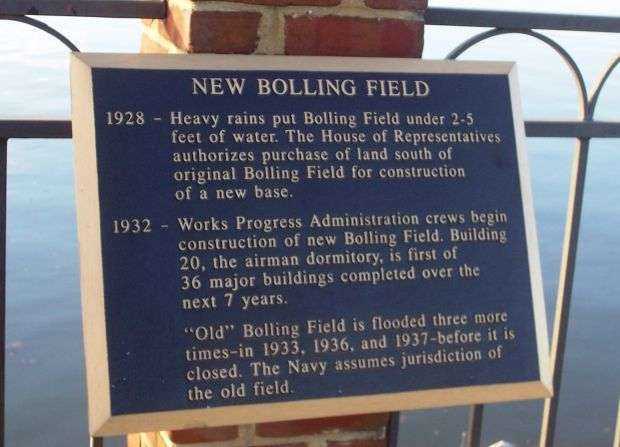 NEW BOLLING FIELD
1928 - Heavy rains put Bolling Field under 2-5
feet of water. The House of Representatives
authorizes purchase of land south of
original Bolling Field for construction
of a new base.
1932 - Works Progress Administration crews begin
construction of new Bolling Field. Building
20, the airman dormitory, is first of
36 major buildings completed over the
next 7 years.
"Old" Bolling Field is flooded three more
times-in 1933, 1936, and 1937-before it is
closed. The Navy assumes jurisdiction of
the old field.